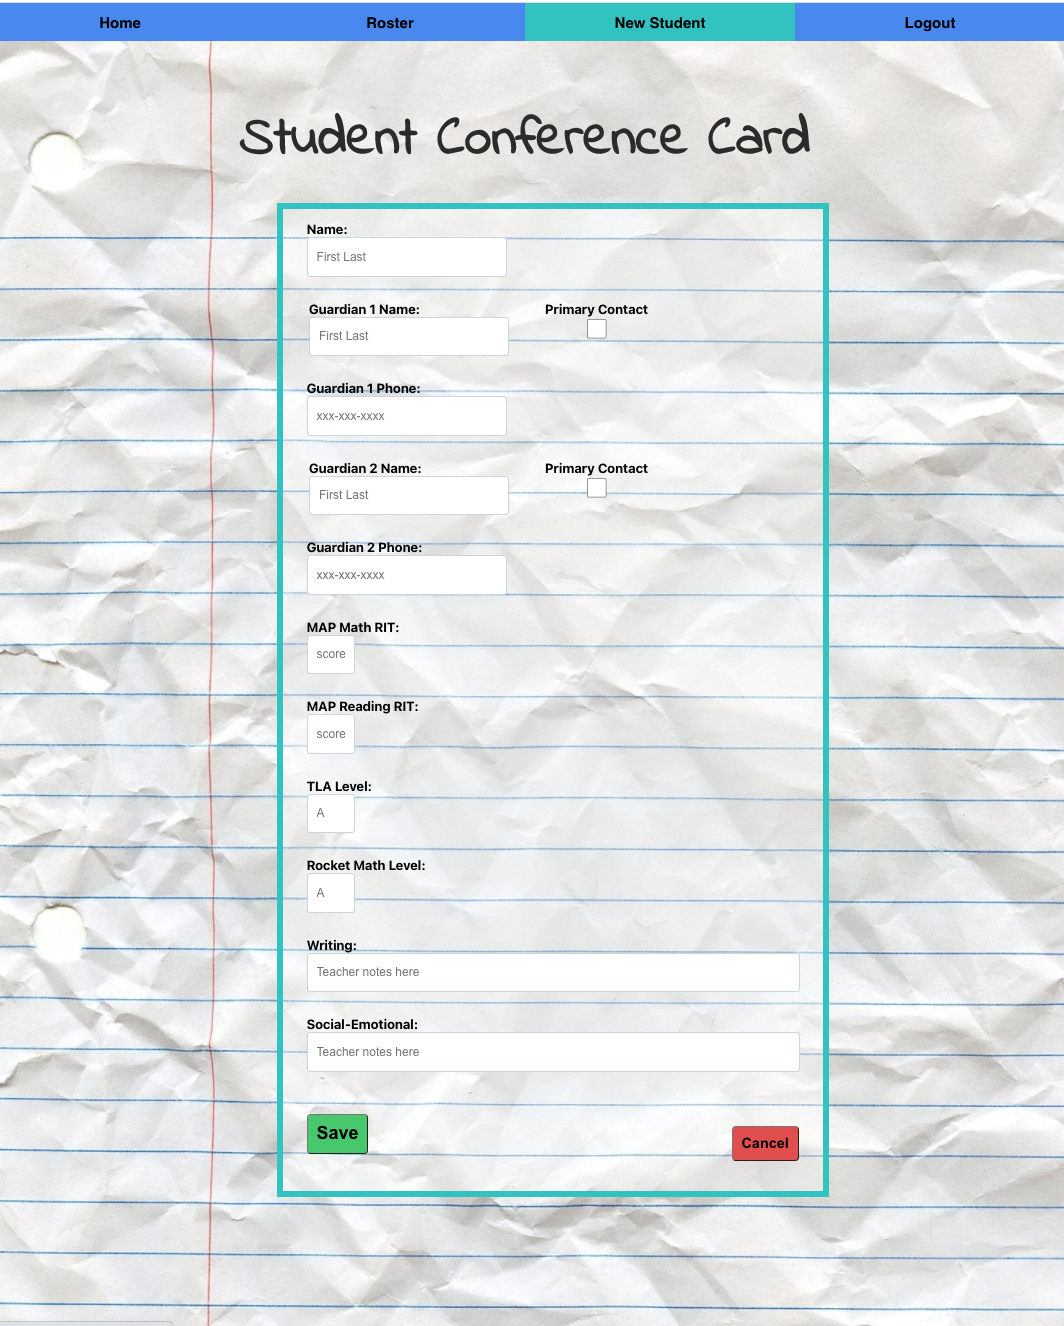 Home Roster New Student Logout
Student Conference Card
Name:
First Last
Guardian 1 Name: Primary Contact
First Last
Guardian 1 Phone:
xxx-xxx-xxxx
Guardian 2 Name: Primary Contact
First Last
Guardian 2 Phone:
xxx-xxx-xxxx
MAP Math RIT:
score
MAP Reading RIT:
score
TLA Level:
A
Rocket Math Level:
A
Writing:
Teacher notes here
Social-Emotional:
Teacher notes here
Save Cancel